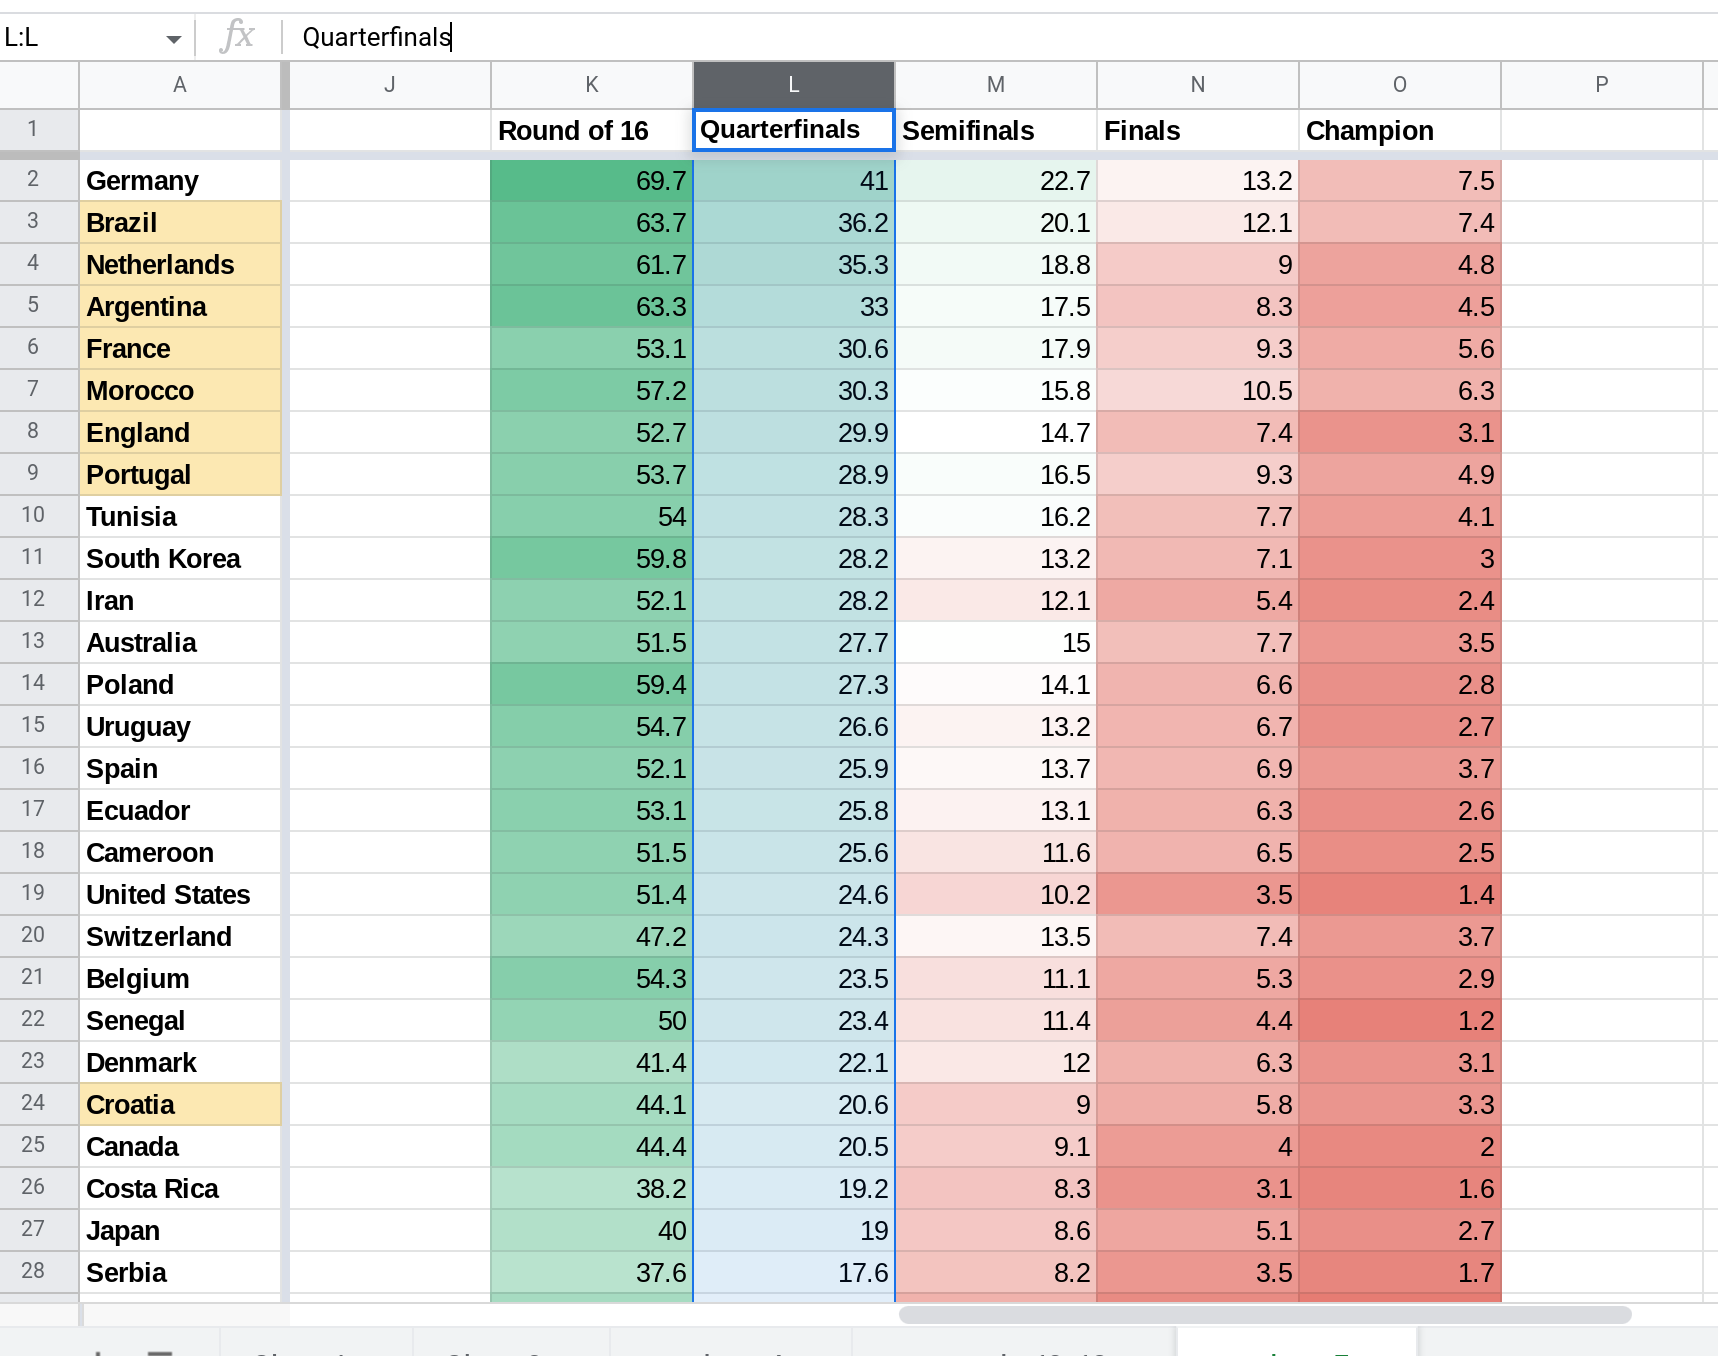 L:L fx Quarterfinals
A J K L M N O P
1 Round of 16 Quarterfinals Semifinals Finals Champion
2 Germany 69.7 41 22.7 13.2 7.5
3 Brazil 63.7 36.2 20.1 12.1 7.4
4 Netherlands 61.7 35.3 18.8 9 4.8
5 Argentina 63.3 33 17.5 8.3 4.5
6 France 53.1 30.6 17.9 9.3 5.6
7 Morocco 57.2 30.3 15.8 10.5 6.3
8 England 52.7 29.9 14.7 7.4 3.1
9 Portugal 53.7 28.9 16.5 9.3 4.9
10 Tunisia 54 28.3 16.2 7.7 4.1
11 South Korea 59.8 28.2 13.2 7.1 3
12 Iran 52.1 28.2 12.1 5.4 2.4
13 Australia 51.5 27.7 15 7.7 3.5
14 Poland 59.4 27.3 14.1 6.6 2.8
15 Uruguay 54.7 26.6 13.2 6.7 2.7
16 Spain 52.1 25.9 13.7 6.9 3.7
17 Ecuador 53.1 25.8 13.1 6.3 2.6
18 Cameroon 51.5 25.6 11.6 6.5 2.5
19 United States 51.4 24.6 10.2 3.5 1.4
20 Switzerland 47.2 24.3 13.5 7.4 3.7
21 Belgium 54.3 23.5 11.1 5.3 2.9
22 Senegal 50 23.4 11.4 4.4 1.2
23 Denmark 41.4 22.1 12 6.3 3.1
24 Croatia 44.1 20.6 9 5.8 3.3
25 Canada 44.4 20.5 9.1 4 2
26 Costa Rica 38.2 19.2 8.3 3.1 1.6
27 Japan 40 19 8.6 5.1 2.7
28 Serbia 37.6 17.6 8.2 3.5 1.7